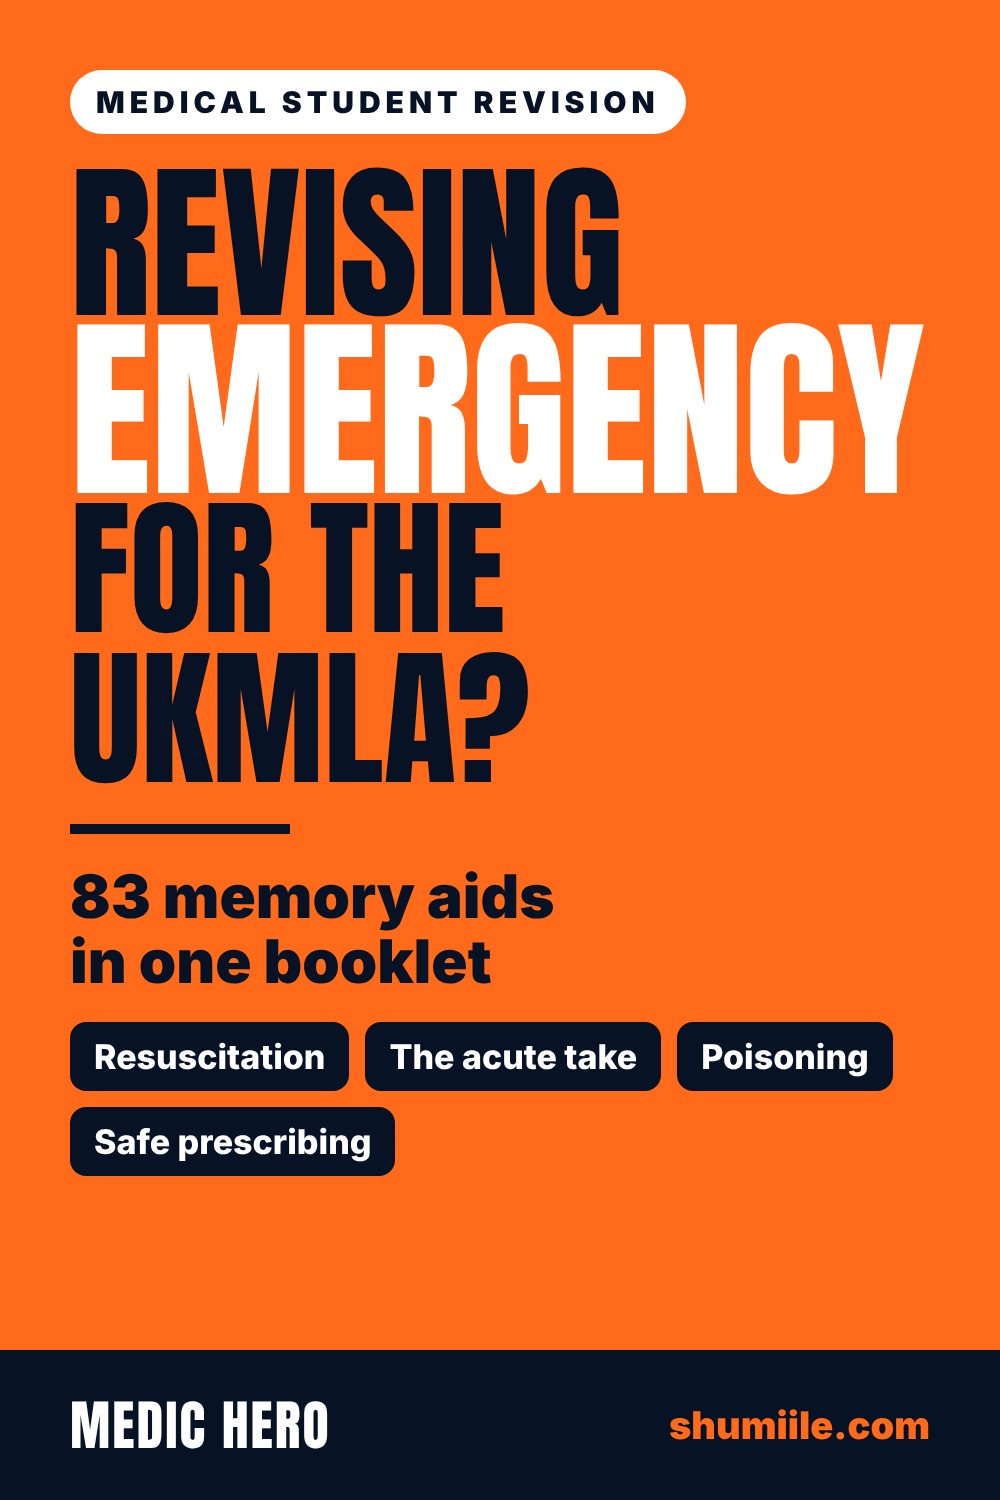 MEDICAL STUDENT REVISION
REVISING
EMERGENCY
FOR THE
UKMLA?
83 memory aids
in one booklet
Resuscitation The acute take Poisoning
Safe prescribing
MEDIC HERO shumiile.com